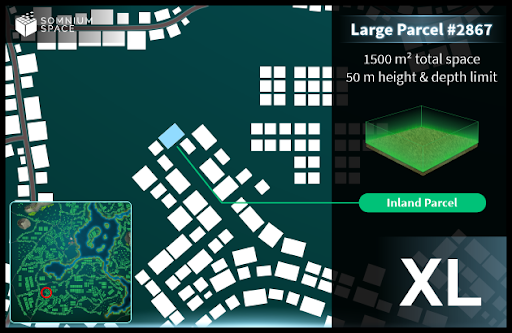 SOMNIUM
SPACE
Large Parcel #2867
1500 m² total space
50 m height & depth limit
Inland Parcel
XL